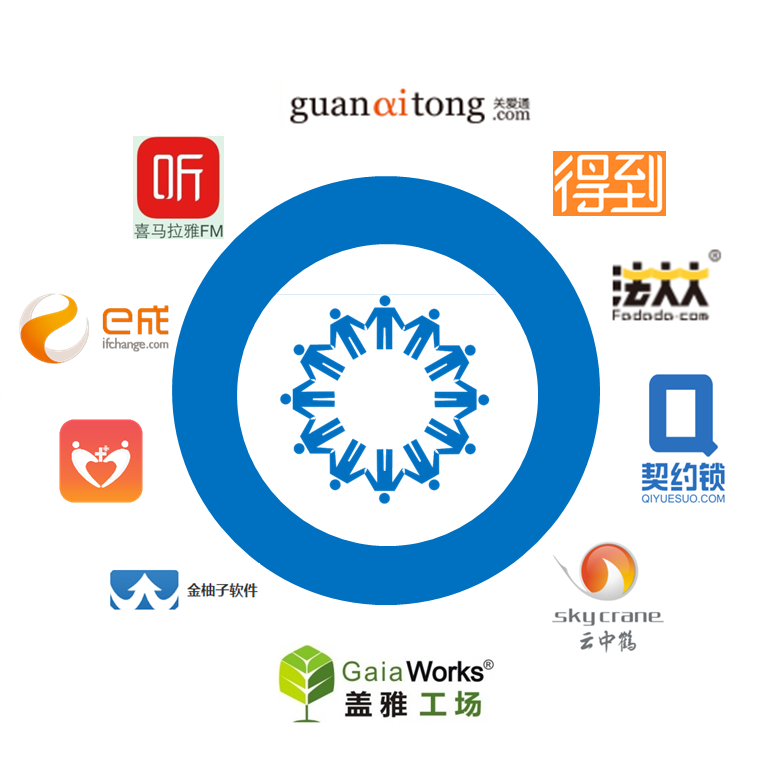 guanαitong 关爱通
.com
听
喜马拉雅FM
得到
法大大®
Fadada.com
e成
ifchange.com
契约锁
QIYUESUO.COM
金柚子软件
sky crane
云中鹤
GaiaWorks®
盖雅工场